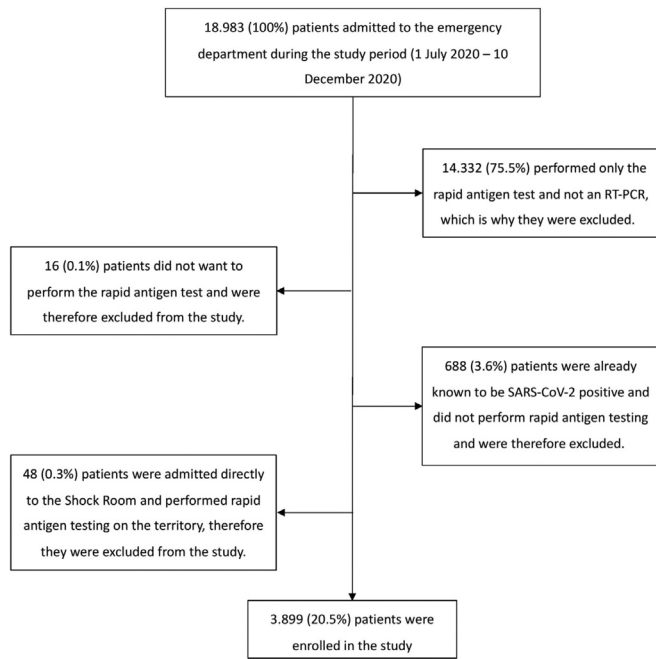 18.983 (100%) patients admitted to the emergency
department during the study period (1 July 2020 – 10
December 2020)
14.332 (75.5%) performed only the
rapid antigen test and not an RT-PCR,
which is why they were excluded.
16 (0.1%) patients did not want to
perform the rapid antigen test and were
therefore excluded from the study.
688 (3.6%) patients were already
known to be SARS-CoV-2 positive and
did not perform rapid antigen testing
and were therefore excluded.
48 (0.3%) patients were admitted directly
to the Shock Room and performed rapid
antigen testing on the territory, therefore
they were excluded from the study.
3.899 (20.5%) patients were
enrolled in the study